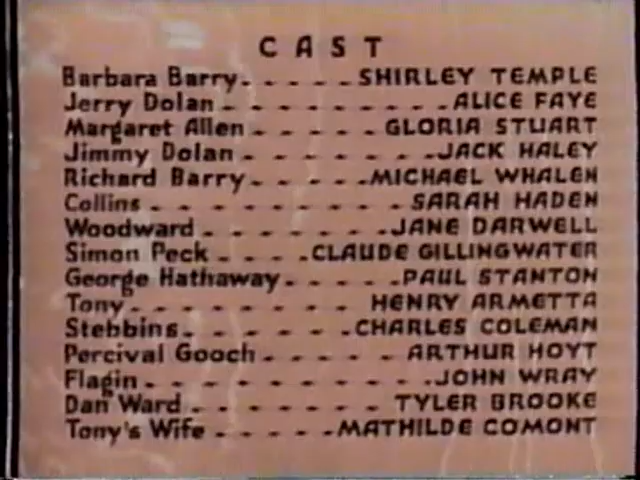 CAST
Barbara Barry. - - - - -SHIRLEY TEMPLE
Jerry Dolan - - - - - - - - - .ALICE FAYE
Margaret Allen - - - - - - GLORIA STUART
Jimmy Dolan - - - - - - - - -JACK HALEY
Richard Barry - - - - -MICHAEL WHALEN
Collins - - - - - - - - - - - SARAH HADEN
Woodward - - - - - - - - -JANE DARWELL
Simon Peck - - - - .CLAUDE GILLINGWATER
George Hathaway - - - - - .PAUL STANTON
Tony - - - - - - - - - - HENRY ARMETTA
Stebbins - - - - - - - .CHARLES COLEMAN
Percival Gooch - - - - - - ARTHUR HOYT
Flagin - - - - - - - - - - - - .JOHN WRAY
Dan Ward - - - - - - - - TYLER BROOKE
Tony's Wife - - - - - -MATHILDE COMONT